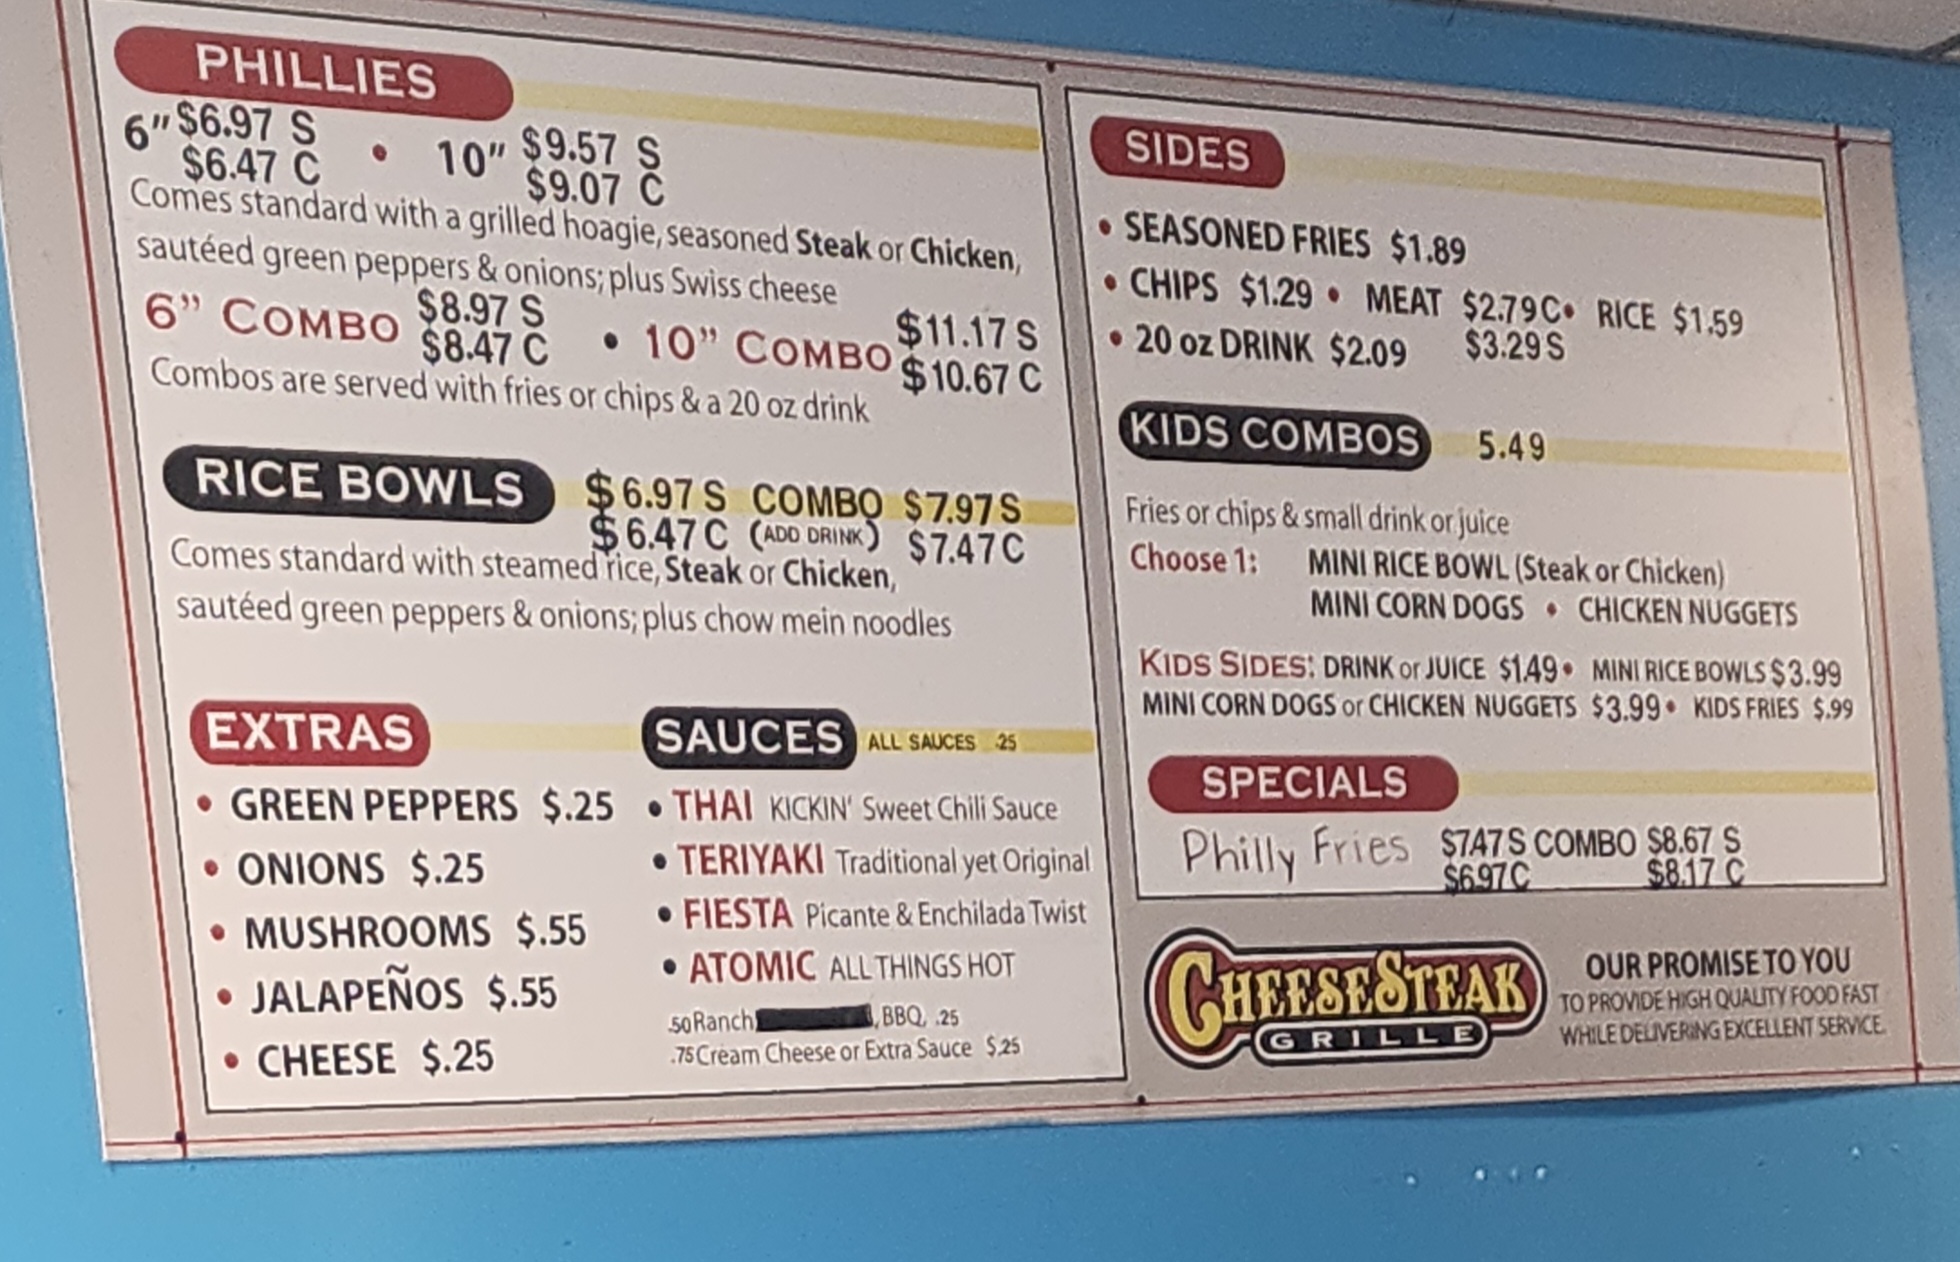 PHILLIES
6" $6.97 S • 10" $9.57 S
$6.47 C $9.07 C
Comes standard with a grilled hoagie, seasoned Steak or Chicken,
sautéed green peppers & onions; plus Swiss cheese
6" COMBO $8.97 S • 10" COMBO $11.17 S
$8.47 C $10.67 C
Combos are served with fries or chips & a 20 oz drink
RICE BOWLS $6.97 S COMBO $7.97 S
$6.47 C (ADD DRINK) $7.47 C
Comes standard with steamed rice, Steak or Chicken,
sautéed green peppers & onions; plus chow mein noodles
EXTRAS
• GREEN PEPPERS $.25
• ONIONS $.25
• MUSHROOMS $.55
• JALAPEÑOS $.55
• CHEESE $.25
SAUCES ALL SAUCES .25
• THAI KICKIN' Sweet Chili Sauce
• TERIYAKI Traditional yet Original
• FIESTA Picante & Enchilada Twist
• ATOMIC ALL THINGS HOT
.50 Ranch, BBQ, .25
.75 Cream Cheese or Extra Sauce $.25
SIDES
• SEASONED FRIES $1.89
• CHIPS $1.29 • MEAT $2.79 C • RICE $1.59
• 20 oz DRINK $2.09 $3.29 S
KIDS COMBOS 5.49
Fries or chips & small drink or juice
Choose 1: MINI RICE BOWL (Steak or Chicken)
MINI CORN DOGS • CHICKEN NUGGETS
KIDS SIDES: DRINK or JUICE $1.49 • MINI RICE BOWLS $3.99
MINI CORN DOGS or CHICKEN NUGGETS $3.99 • KIDS FRIES $.99
SPECIALS
Philly Fries $7.47 S COMBO $8.67 S
$6.97 C $8.17 C
CHEESESTEAK
GRILLE
OUR PROMISE TO YOU
TO PROVIDE HIGH QUALITY FOOD FAST
WHILE DELIVERING EXCELLENT SERVICE.